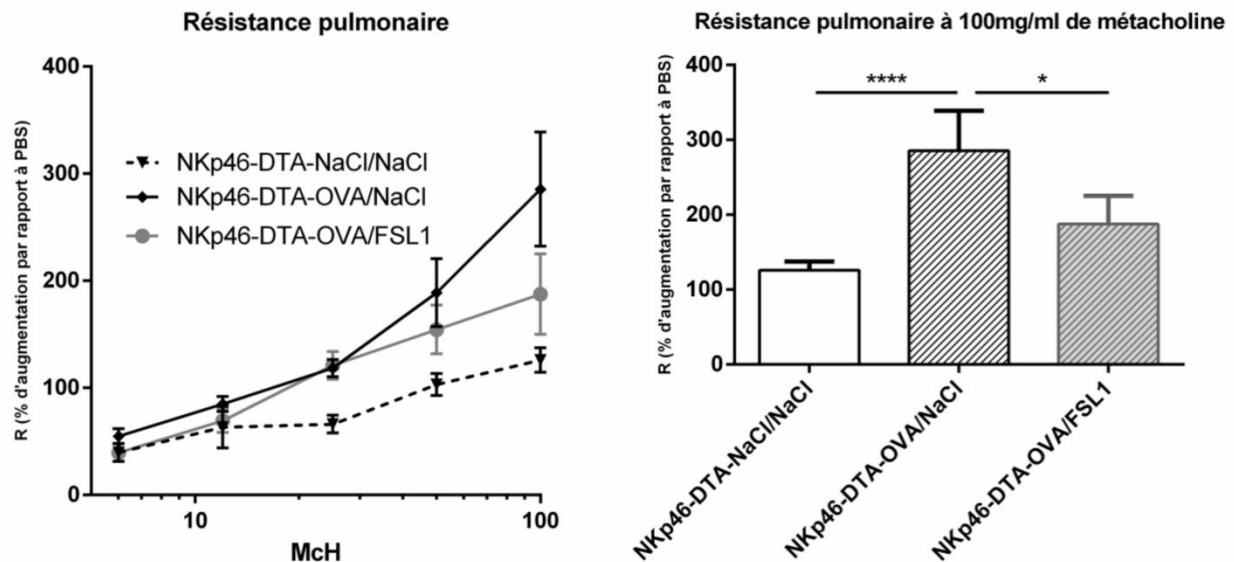 Résistance pulmonaire
R (% d'augmentation par rapport à PBS)
400
300
200
100
0
NKp46-DTA-NaCl/NaCl
NKp46-DTA-OVA/NaCl
NKp46-DTA-OVA/FSL1
10
100
McH
Résistance pulmonaire à 100mg/ml de métacholine
R (% d'augmentation par rapport à PBS)
400
300
200
100
0
****
*
NKp46-DTA-NaCl/NaCl
NKp46-DTA-OVA/NaCl
NKp46-DTA-OVA/FSL1